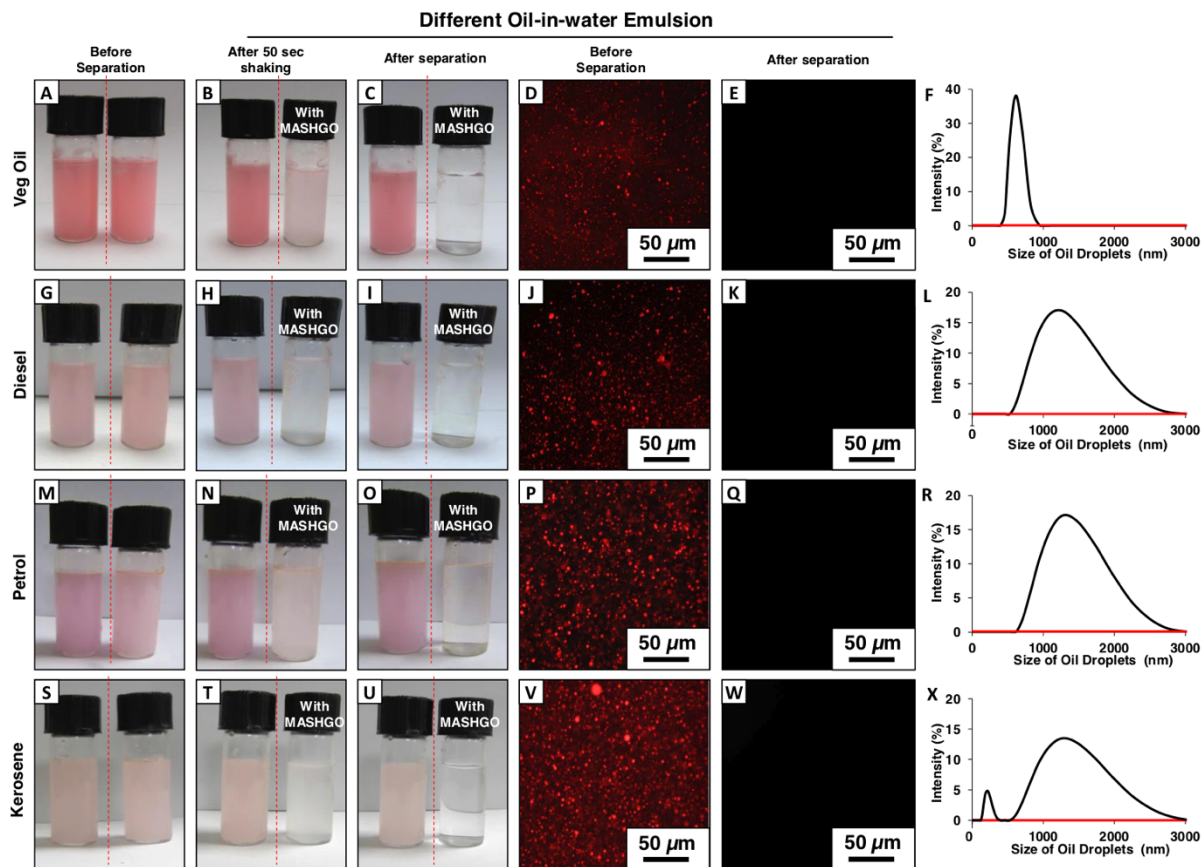 Different Oil-in-water Emulsion
Before
Separation
After 50 sec
shaking
After separation
Before
Separation
After separation
Veg Oil
A
B
With
MASHGO
C
With
MASHGO
D
50 µm
E
50 µm
F
40
30
20
10
0
Intensity (%)
0 1000 2000 3000
Size of Oil Droplets (nm)
Diesel
G
H
With
MASHGO
I
With
MASHGO
J
50 µm
K
50 µm
L
20
15
10
5
0
Intensity (%)
0 1000 2000 3000
Size of Oil Droplets (nm)
Petrol
M
N
With
MASHGO
O
With
MASHGO
P
50 µm
Q
50 µm
R
20
15
10
5
0
Intensity (%)
0 1000 2000 3000
Size of Oil Droplets (nm)
Kerosene
S
T
With
MASHGO
U
With
MASHGO
V
50 µm
W
50 µm
X
20
15
10
5
0
Intensity (%)
0 1000 2000 3000
Size of Oil Droplets (nm)